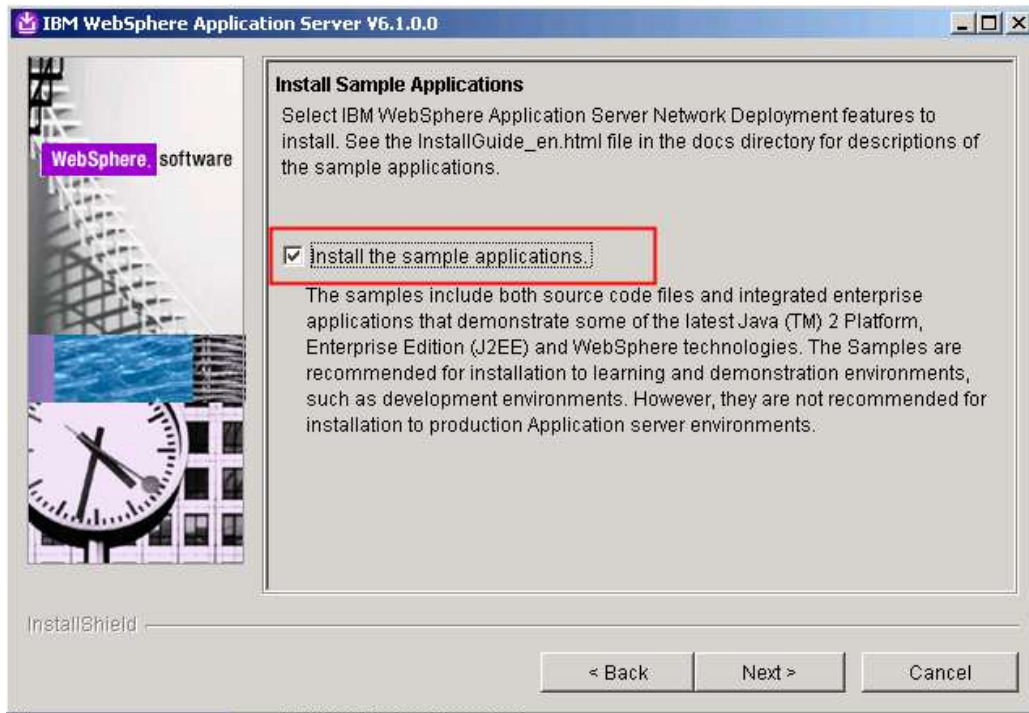 IBM WebSphere Application Server V6.1.0.0
WebSphere. software
Install Sample Applications
Select IBM WebSphere Application Server Network Deployment features to
install. See the InstallGuide_en.html file in the docs directory for descriptions of
the sample applications.
Install the sample applications.
The samples include both source code files and integrated enterprise
applications that demonstrate some of the latest Java (TM) 2 Platform,
Enterprise Edition (J2EE) and WebSphere technologies. The Samples are
recommended for installation to learning and demonstration environments,
such as development environments. However, they are not recommended for
installation to production Application server environments.
InstallShield
< Back
Next >
Cancel